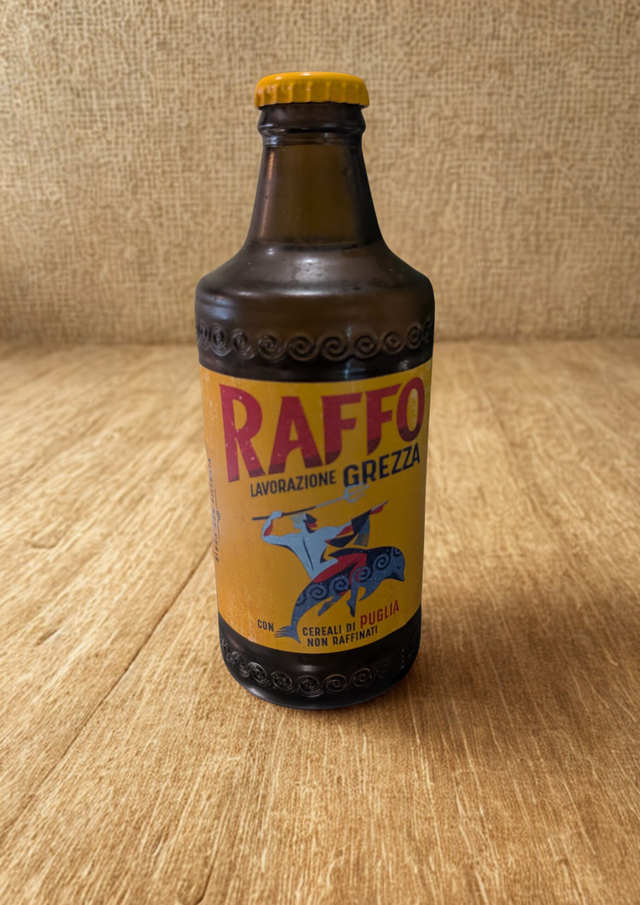 RAFFO
LAVORAZIONE GREZZA
CON CEREALI DI PUGLIA
NON RAFFINATI